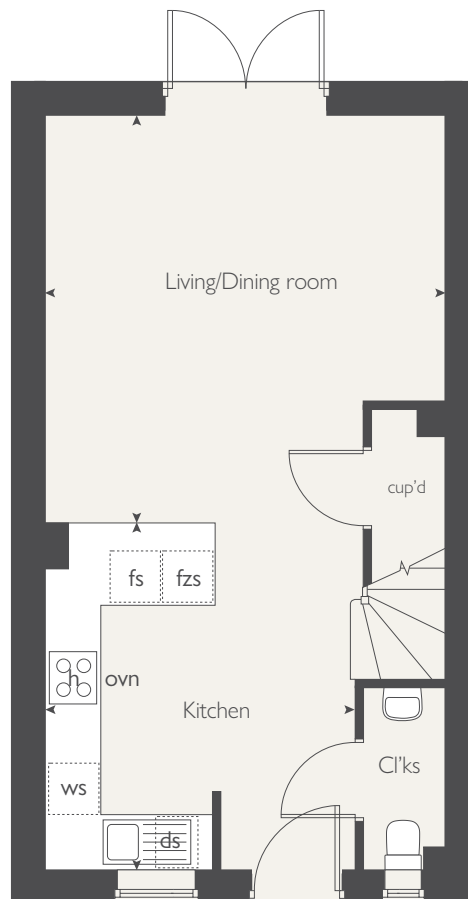 Living/Dining room
cup'd
fs
fzs
h
ovn
Kitchen
Cl'ks
ws
ds